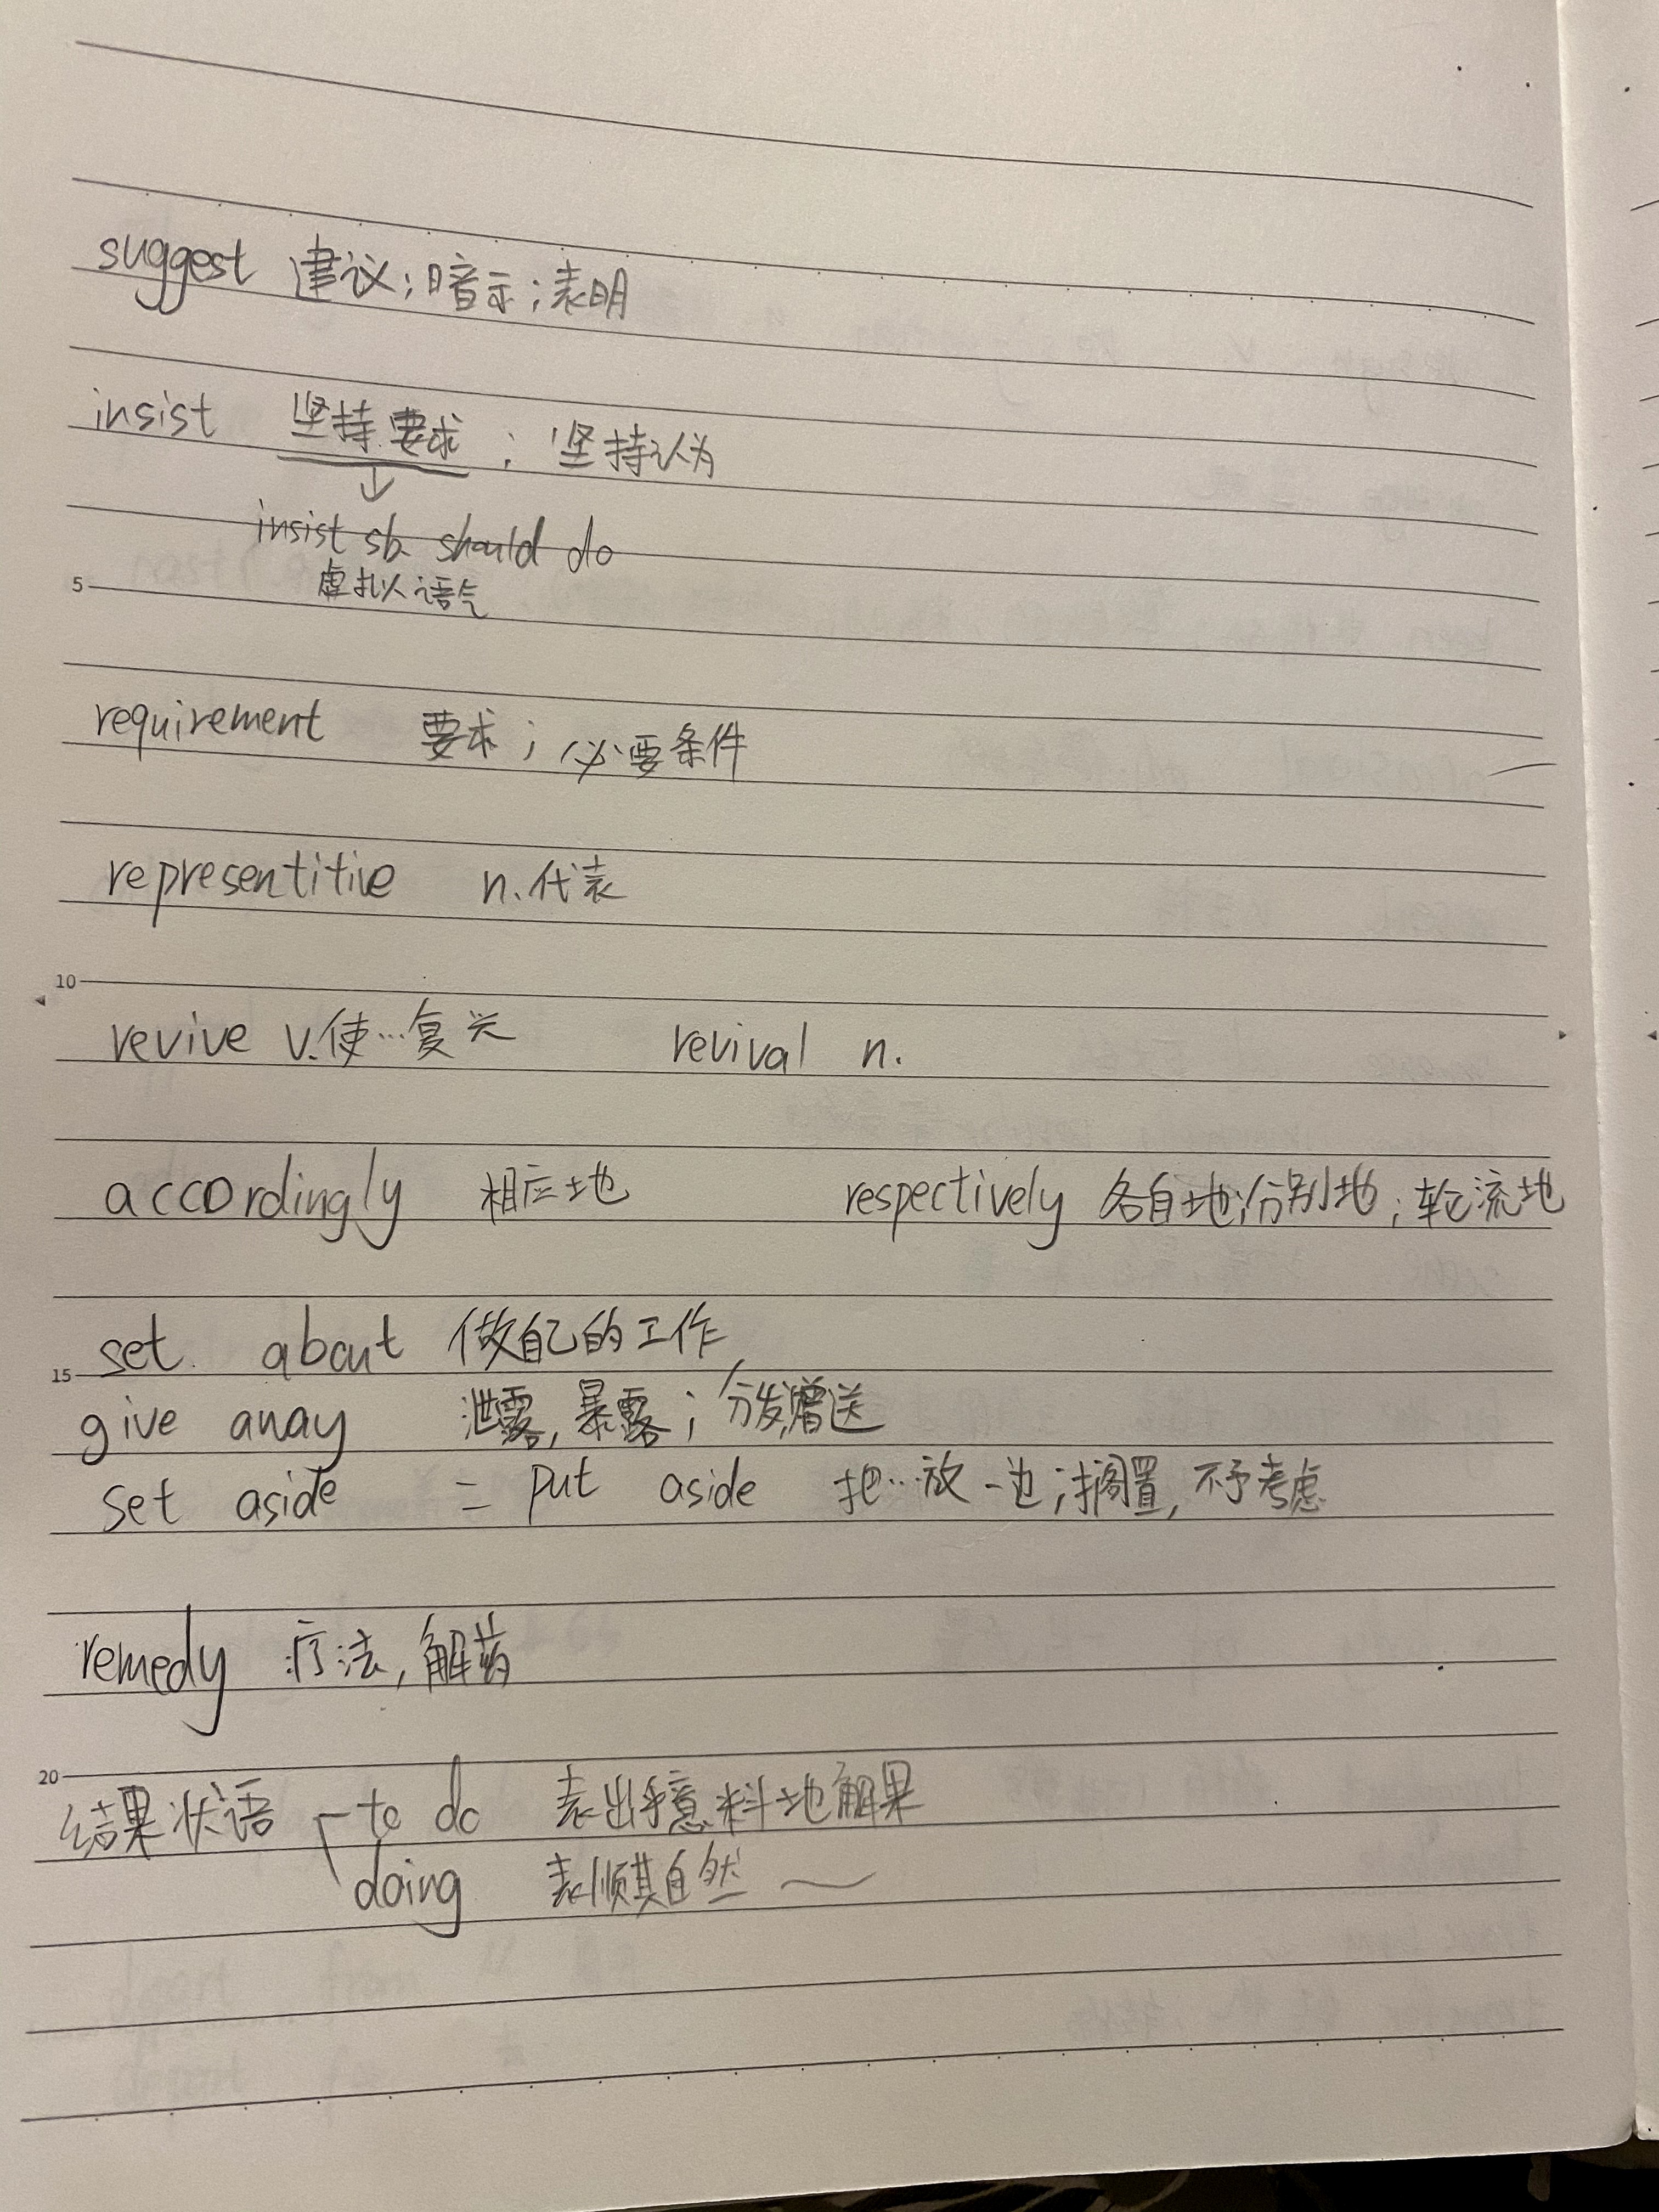 suggest 建议；暗示；表明
insist 坚持要求；坚持认为
insist sb should do
虚拟语气
5
requirement 要求；必要条件
representitive n.代表
10
revive v.使…复兴 revival n.
accordingly 相应地 respectively 各自地；分别地；轮流地
set about 做自己的工作
15
give away 泄露，暴露；分发赠送
set aside = put aside 把…放一边；搁置，不予考虑
remedy 疗法，解药
20
结果状语 to do 表出乎意料地结果
doing 表顺其自然~